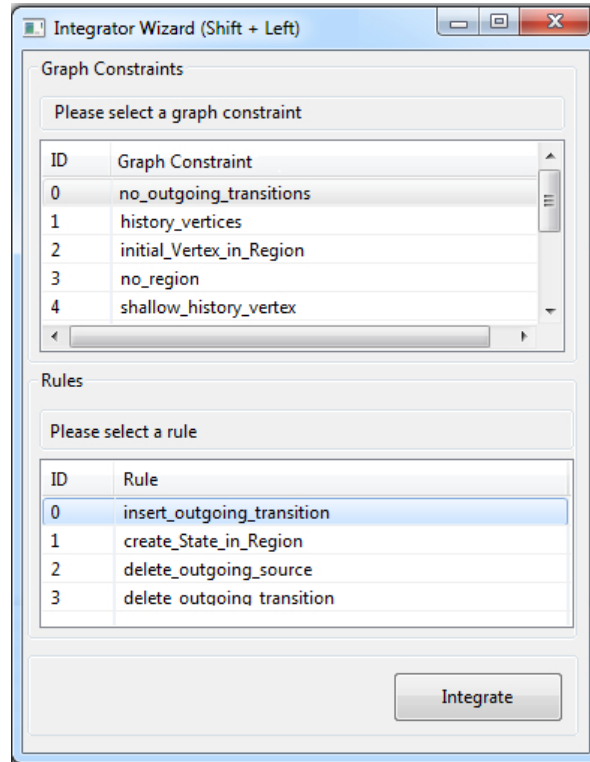 Integrator Wizard (Shift + Left)
Graph Constraints
Please select a graph constraint
ID Graph Constraint
0 no_outgoing_transitions
1 history_vertices
2 initial_Vertex_in_Region
3 no_region
4 shallow_history_vertex
Rules
Please select a rule
ID Rule
0 insert_outgoing_transition
1 create_State_in_Region
2 delete_outgoing_source
3 delete_outgoing_transition
Integrate